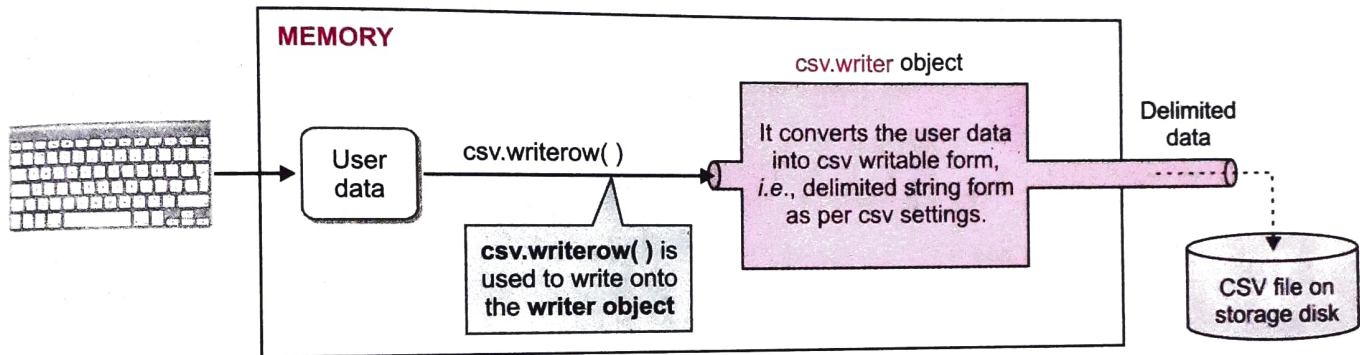 MEMORY
csv.writer object
User
data
csv.writerow( )
It converts the user data
into csv writable form,
i.e., delimited string form
as per csv settings.
Delimited
data
csv.writerow( ) is
used to write onto
the writer object
CSV file on
storage disk